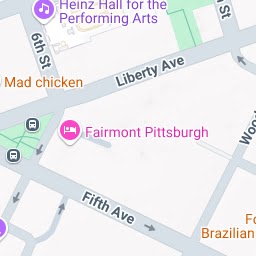 Heinz Hall for the
Performing Arts
6th St
Liberty Ave
Mad chicken
Fairmont Pittsburgh
Fifth Ave
Brazilian